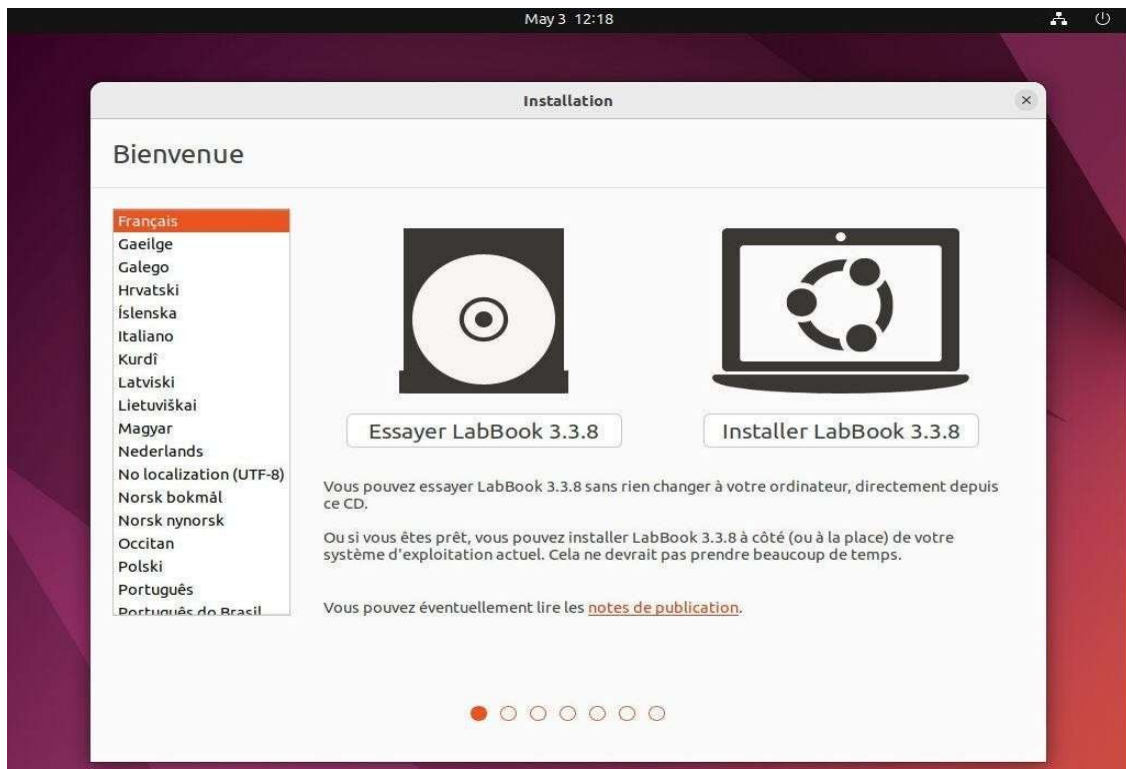 May 3 12:18
Installation
Bienvenue
Français
Gaeilge
Galego
Hrvatski
Íslenska
Italiano
Kurdî
Latviski
Lietuviškai
Magyar
Nederlands
No localization (UTF-8)
Norsk bokmål
Norsk nynorsk
Occitan
Polski
Português
Português do Brasil
Essayer LabBook 3.3.8
Installer LabBook 3.3.8
Vous pouvez essayer LabBook 3.3.8 sans rien changer à votre ordinateur, directement depuis
ce CD.
Ou si vous êtes prêt, vous pouvez installer LabBook 3.3.8 à côté (ou à la place) de votre
système d'exploitation actuel. Cela ne devrait pas prendre beaucoup de temps.
Vous pouvez éventuellement lire les notes de publication.